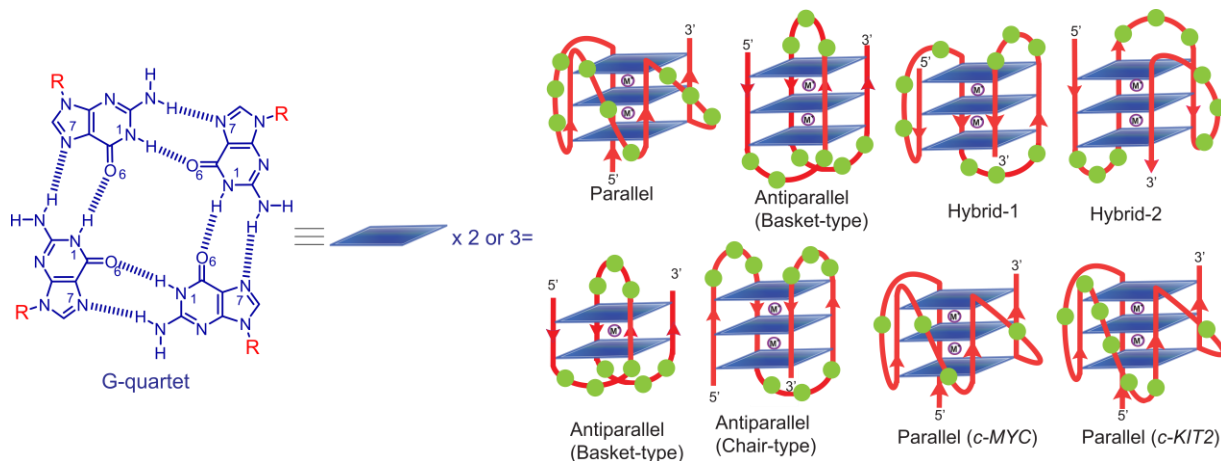 R
H
N
N
N
H
7
N
N
1
H
O
6
R
N
N
7
N
O
6
N
1
N
H
H
N
H
H
N
N
1
H
N
N
6
O
7
N
R
O
6
H
N
1
N
7
H
N
N
N
R
H
G-quartet
x 2 or 3=
3’
M⁺
M⁺
5’
Parallel
5’
3’
M⁺
M⁺
Antiparallel
(Basket-type)
5’
M⁺
M⁺
3’
Hybrid-1
5’
M⁺
M⁺
3’
Hybrid-2
5’
3’
M⁺
Antiparallel
(Basket-type)
M⁺
M⁺
5’
3’
Antiparallel
(Chair-type)
3’
M⁺
M⁺
5’
Parallel (c-MYC)
3’
M⁺
M⁺
5’
Parallel (c-KIT2)